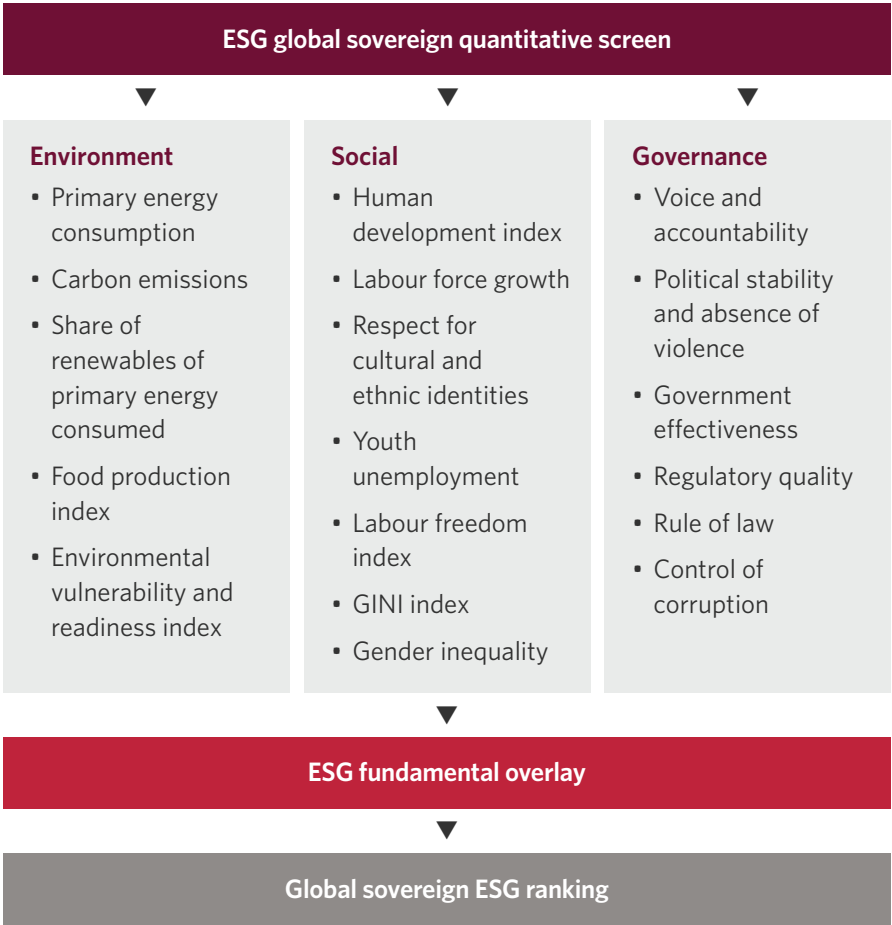 ESG global sovereign quantitative screen
Environment
• Primary energy
consumption
• Carbon emissions
• Share of
renewables of
primary energy
consumed
• Food production
index
• Environmental
vulnerability and
readiness index
Social
• Human
development index
• Labour force growth
• Respect for
cultural and
ethnic identities
• Youth
unemployment
• Labour freedom
index
• GINI index
• Gender inequality
Governance
• Voice and
accountability
• Political stability
and absence of
violence
• Government
effectiveness
• Regulatory quality
• Rule of law
• Control of
corruption
ESG fundamental overlay
Global sovereign ESG ranking